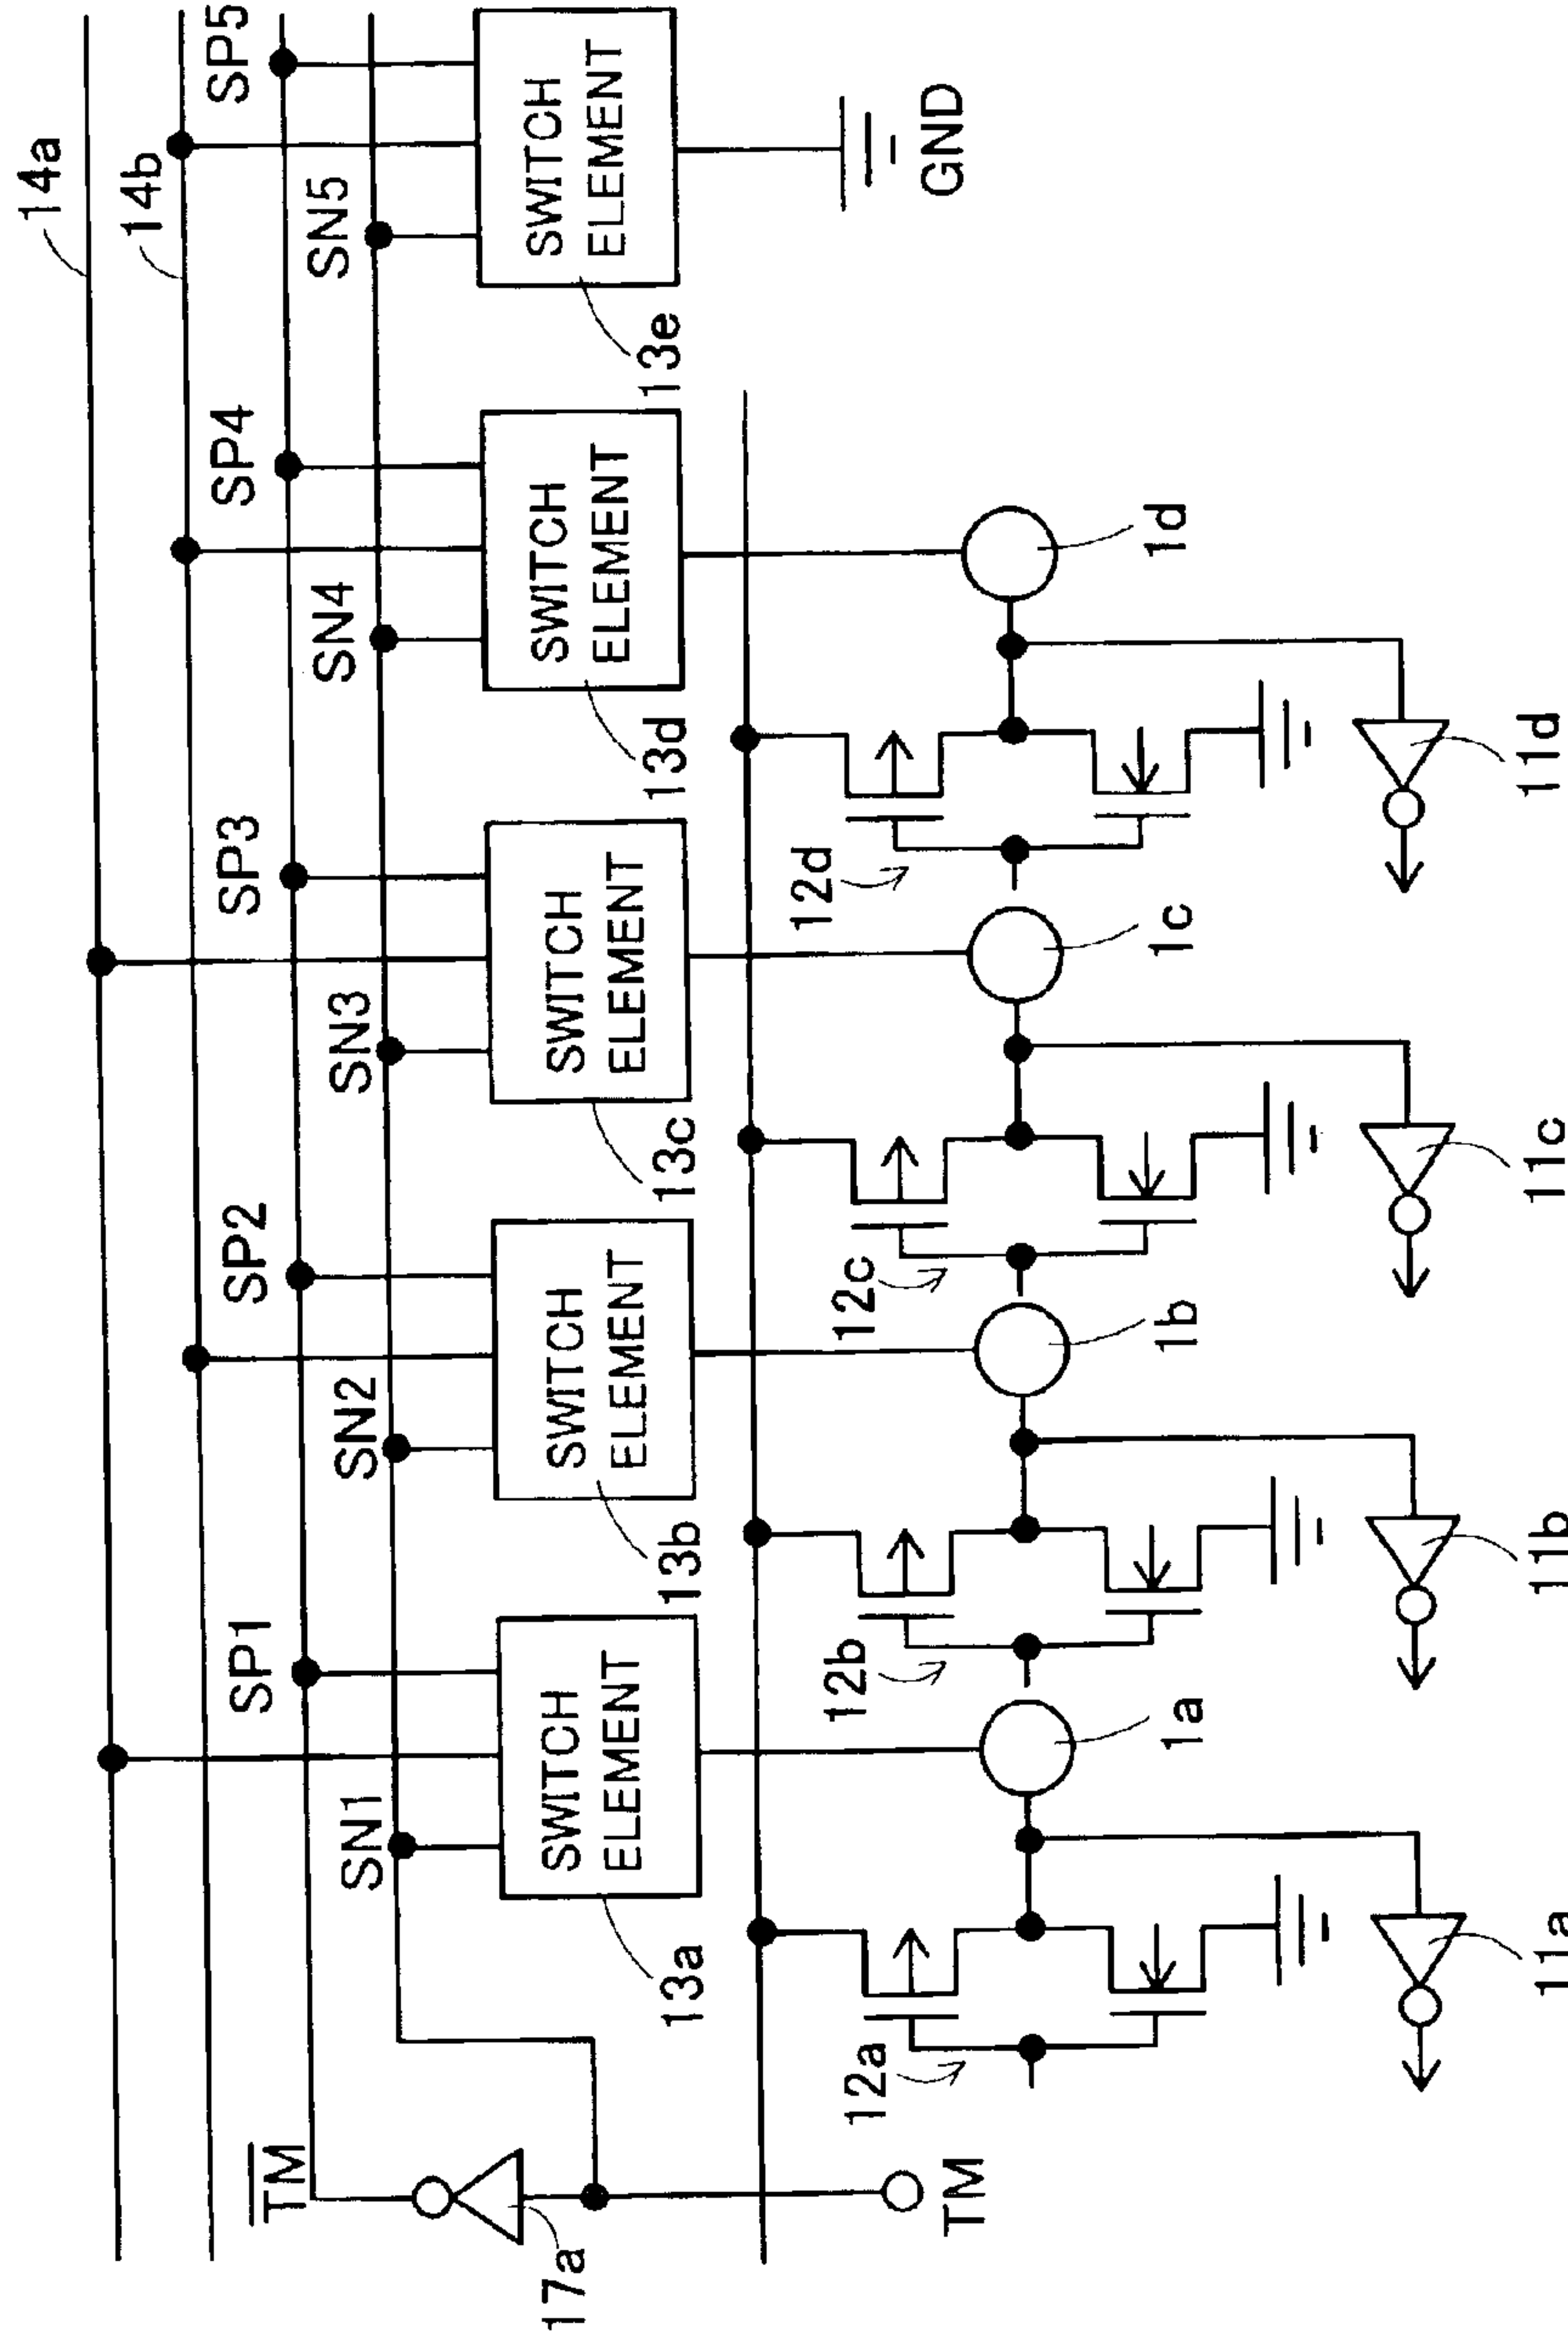 14a
14b
SP1
SP2
SP3
SP4
SP5
TM
SN1
SN2
SN3
SN4
SN5
SWITCH
ELEMENT
SWITCH
ELEMENT
SWITCH
ELEMENT
SWITCH
ELEMENT
SWITCH
ELEMENT
17a
13a
13b
13c
13d
13e
12a
12b
12c
12d
TM
GND
1a
1b
1c
1d
11a
11b
11c
11d